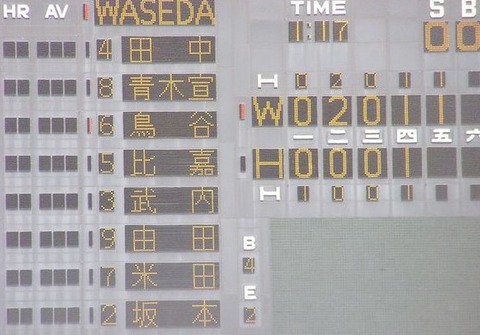 HR AV WASEDA
4 田中
8 青木宣
6 鳥谷
5 比嘉
3 武内
9 由田
7 米田
2 坂本
TIME
1:17
S B
0 0
H 0 2 0 1 1
W 0 2 0 1 1
一 二 三 四 五 六
H 0 0 0 1
H 1 0 0 1
B
4
E
2